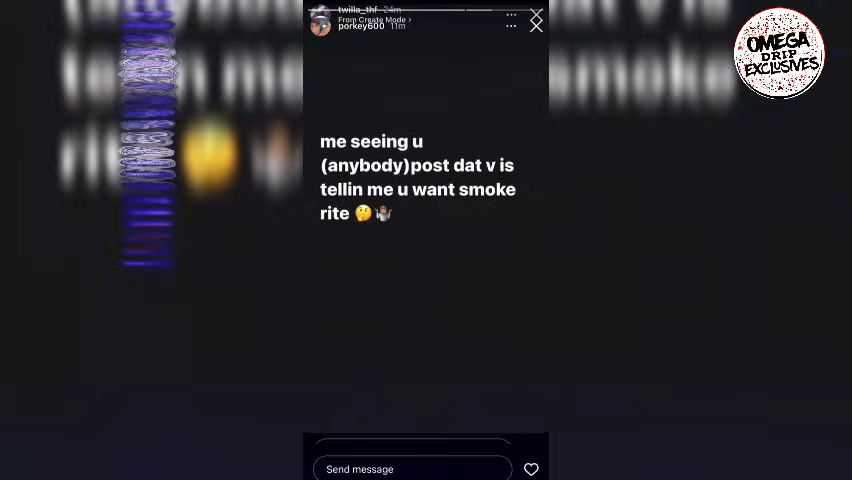 twilla_thf 24m
From Create Mode >
porkey600 11m
OMEGA
DRIP
EXCLUSIVES
me seeing u
(anybody)post dat v is
tellin me u want smoke
rite 🤔🤷🏾‍♂️
Send message